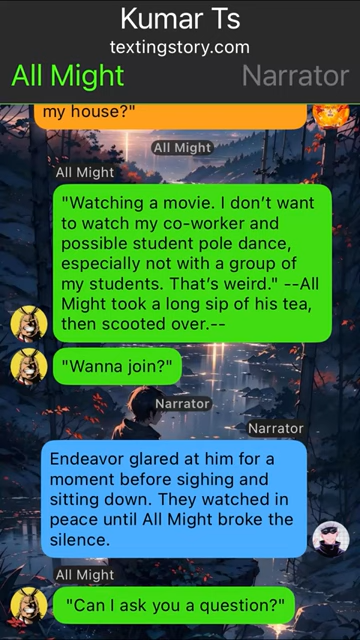 Kumar Ts
textingstory.com
All Might Narrator
my house?"
All Might
All Might
"Watching a movie. I don’t want
to watch my co-worker and
possible student pole dance,
especially not with a group of
my students. That’s weird." --All
Might took a long sip of his tea,
then scooted over.--
"Wanna join?"
Narrator
Narrator
Endeavor glared at him for a
moment before sighing and
sitting down. They watched in
peace until All Might broke the
silence.
All Might
"Can I ask you a question?"